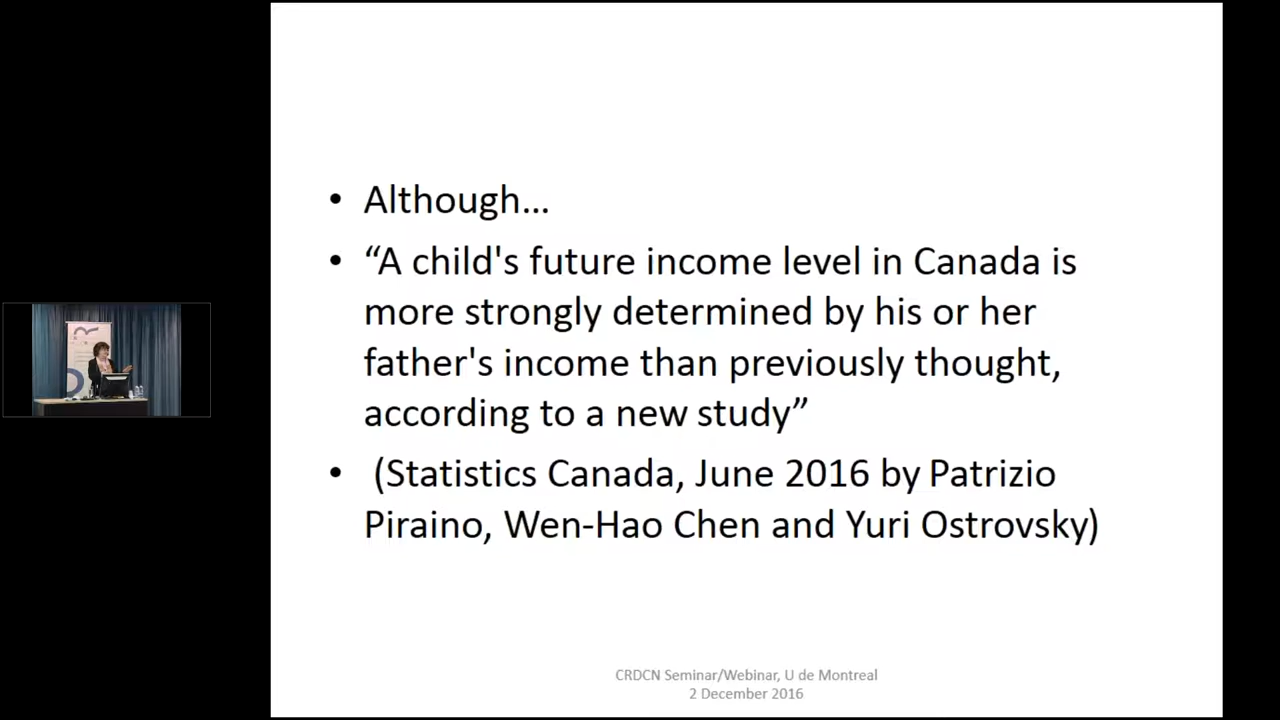 • Although...
• “A child's future income level in Canada is
more strongly determined by his or her
father's income than previously thought,
according to a new study”
• (Statistics Canada, June 2016 by Patrizio
Piraino, Wen-Hao Chen and Yuri Ostrovsky)
CRDCN Seminar/Webinar, U de Montreal
2 December 2016